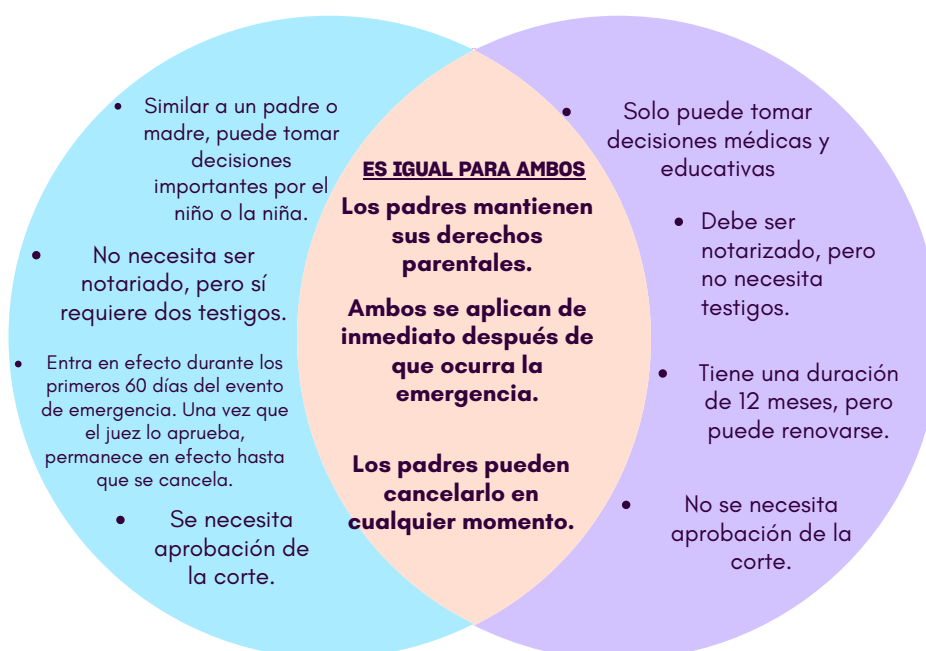 • Similar a un padre o
madre, puede tomar
decisiones
importantes por el
niño o la niña.
• No necesita ser
notariado, pero sí
requiere dos testigos.
• Entra en efecto durante los
primeros 60 días del evento
de emergencia. Una vez que
el juez lo aprueba,
permanece en efecto hasta
que se cancela.
• Se necesita
aprobación de
la corte.
ES IGUAL PARA AMBOS
Los padres mantienen
sus derechos
parentales.
Ambos se aplican de
inmediato después de
que ocurra la
emergencia.
Los padres pueden
cancelarlo en
cualquier momento.
• Solo puede tomar
decisiones médicas y
educativas
• Debe ser
notarizado, pero
no necesita
testigos.
• Tiene una duración
de 12 meses, pero
puede renovarse.
• No se necesita
aprobación de la
corte.